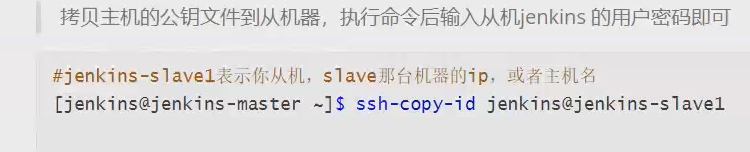 拷贝主机的公钥文件到从机器，执行命令后输入从机jenkins 的用户密码即可
#jenkins-slave1表示你从机，slave那台机器的ip，或者主机名
[jenkins@jenkins-master ~]$ ssh-copy-id jenkins@jenkins-slave1